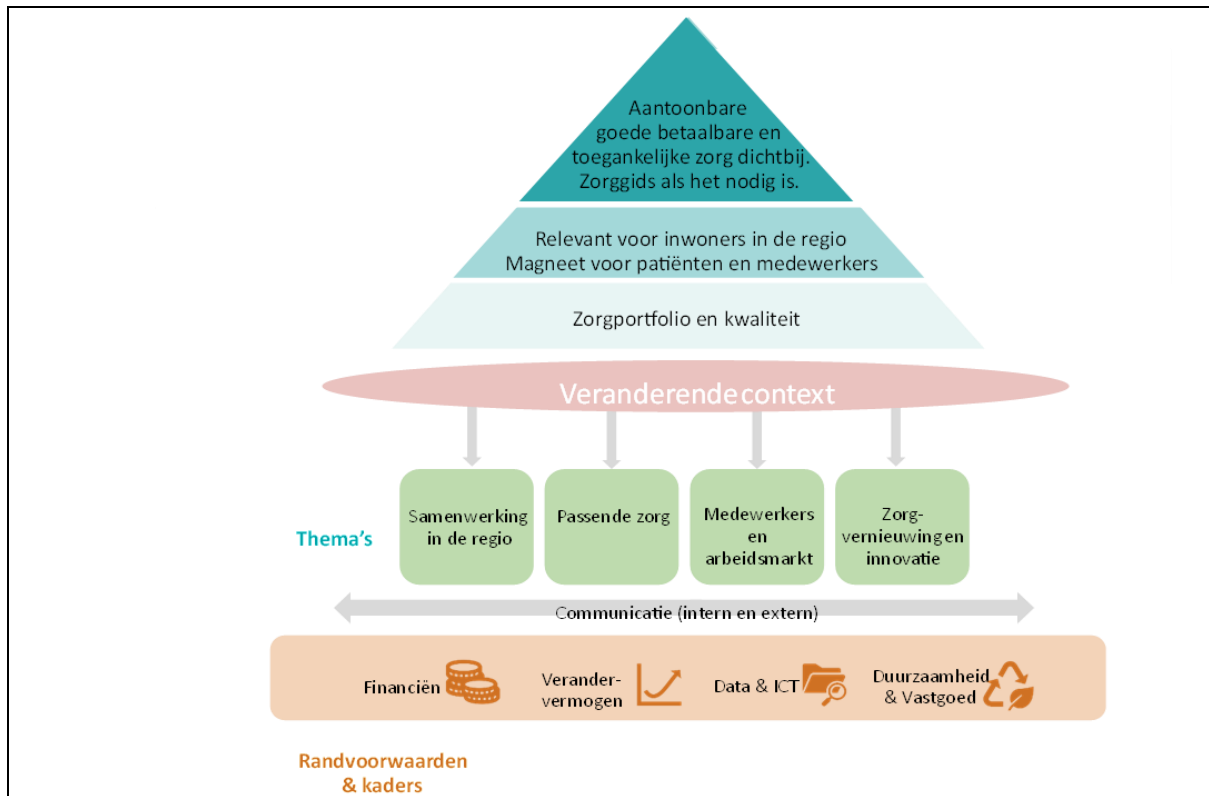 Aantoonbare
goede betaalbare en
toegankelijke zorg dichtbij.
Zorggids als het nodig is.
Relevant voor inwoners in de regio
Magneet voor patiënten en medewerkers
Zorgportfolio en kwaliteit
Veranderende context
Thema's
Samenwerking
in de regio
Passende zorg
Medewerkers
en
arbeidsmarkt
Zorg-
vernieuwing en
innovatie
Communicatie (intern en extern)
Financiën
Verander-
vermogen
Data & ICT
Duurzaamheid
& Vastgoed
Randvoorwaarden
& kaders